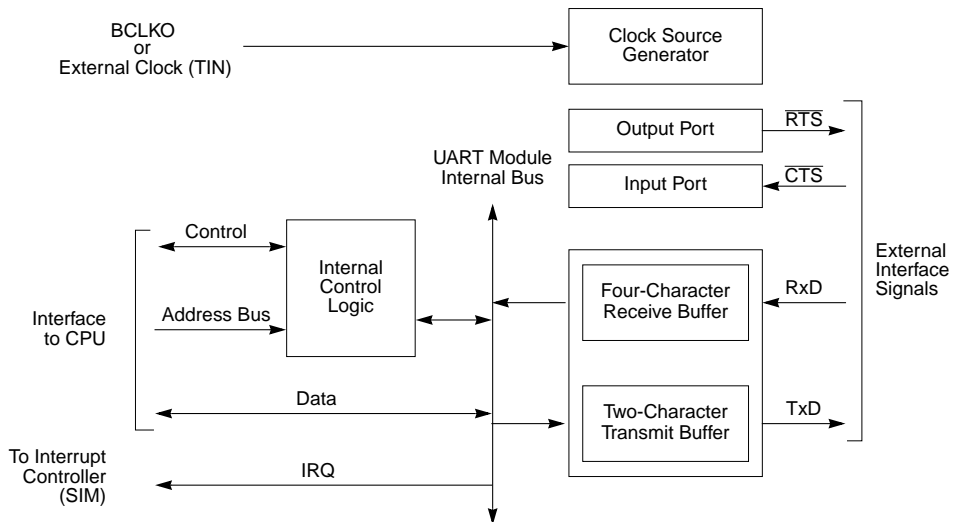 BCLKO
or
External Clock (TIN)
Clock Source
Generator
Output Port
RTS
UART Module
Internal Bus
Input Port
CTS
Control
Internal
Control
Logic
External
Interface
Signals
Four-Character
Receive Buffer
RxD
Interface
to CPU
Address Bus
Data
Two-Character
Transmit Buffer
TxD
To Interrupt
Controller
(SIM)
IRQ